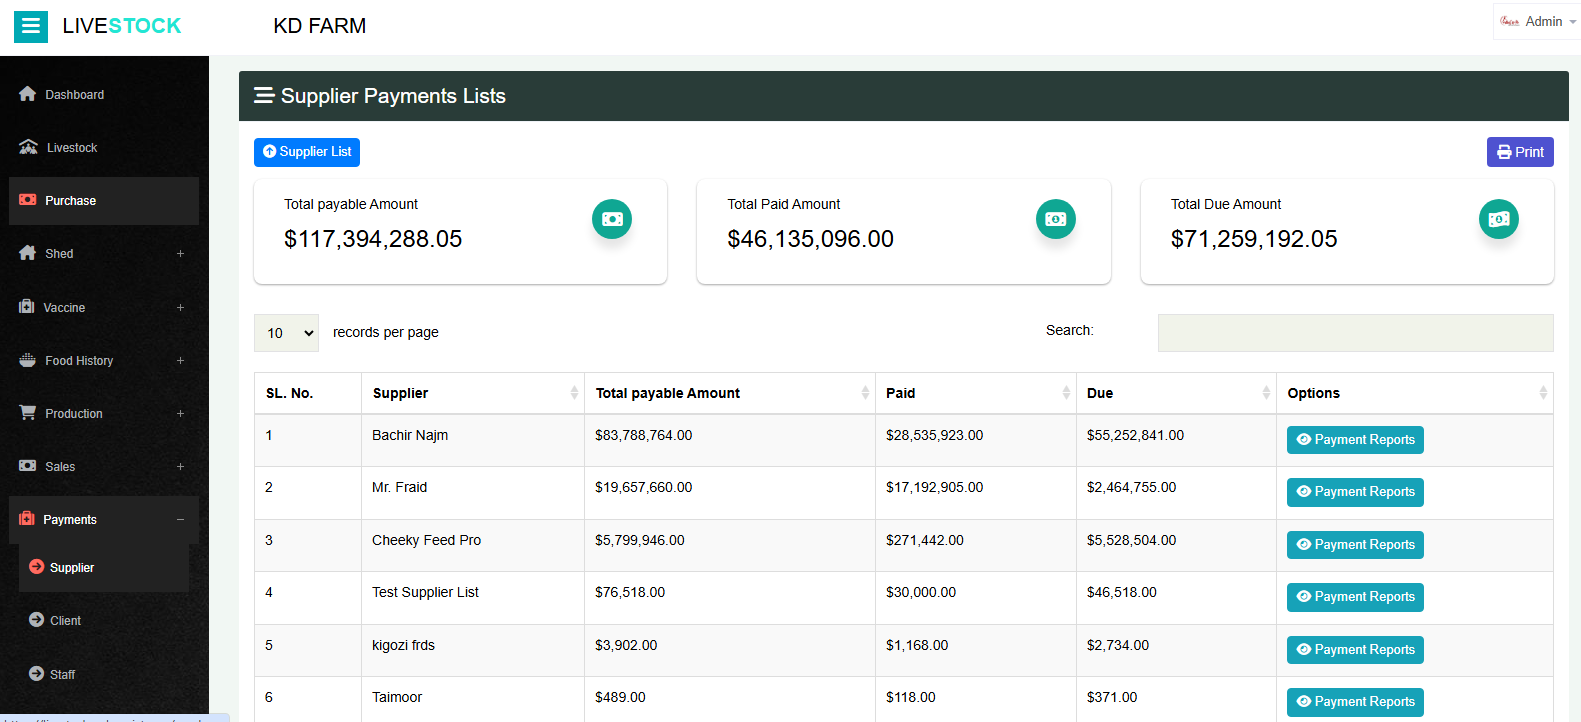 LIVESTOCK
KD FARM
Admin
Dashboard
Livestock
Purchase
Shed +
Vaccine +
Food History +
Production +
Sales +
Payments −
Supplier
Client
Staff
Supplier Payments Lists
Supplier List
Print
Total payable Amount
$117,394,288.05
Total Paid Amount
$46,135,096.00
Total Due Amount
$71,259,192.05
10 records per page
Search:
SL. No. Supplier Total payable Amount Paid Due Options
1 Bachir Najm $83,788,764.00 $28,535,923.00 $55,252,841.00 Payment Reports
2 Mr. Fraid $19,657,660.00 $17,192,905.00 $2,464,755.00 Payment Reports
3 Cheeky Feed Pro $5,799,946.00 $271,442.00 $5,528,504.00 Payment Reports
4 Test Supplier List $76,518.00 $30,000.00 $46,518.00 Payment Reports
5 kigozi frds $3,902.00 $1,168.00 $2,734.00 Payment Reports
6 Taimoor $489.00 $118.00 $371.00 Payment Reports